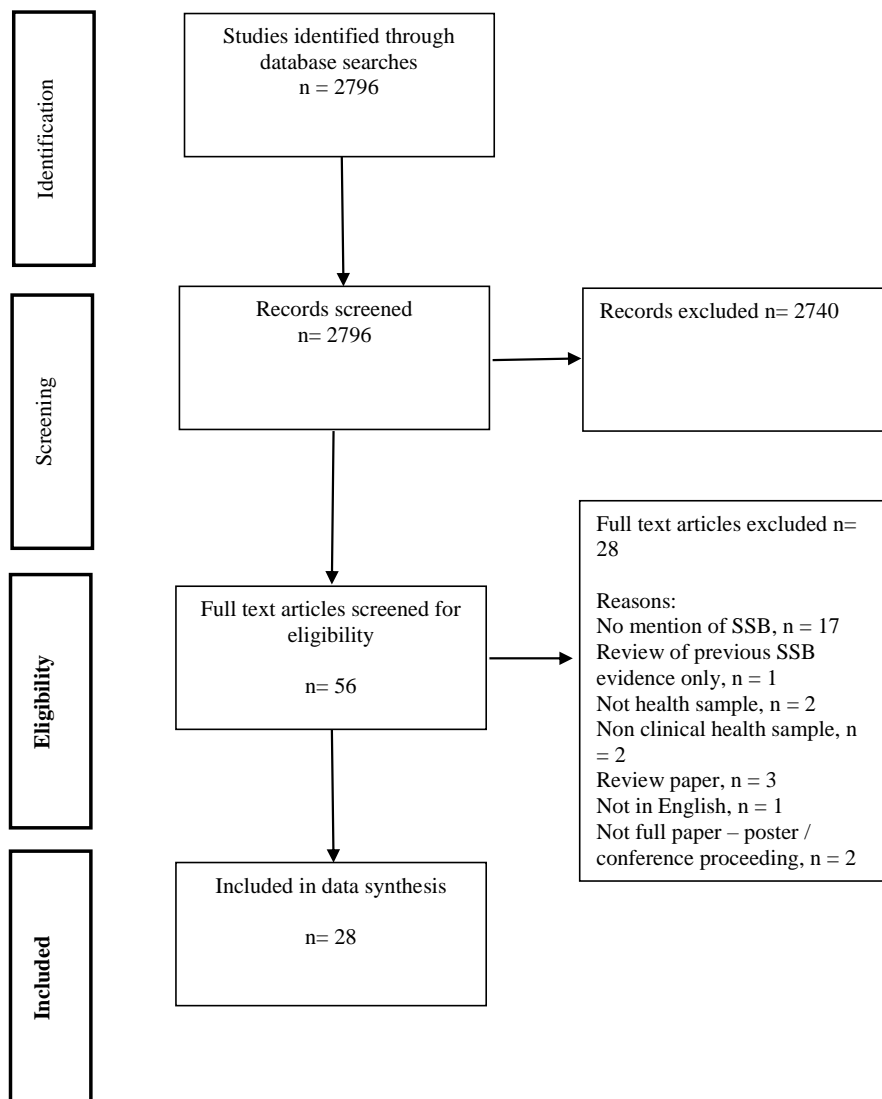 Identification
Studies identified through
database searches
n = 2796
Screening
Records screened
n= 2796
Records excluded n= 2740
Eligibility
Full text articles screened for
eligibility
n= 56
Full text articles excluded n=
28
Reasons:
No mention of SSB, n = 17
Review of previous SSB
evidence only, n = 1
Not health sample, n = 2
Non clinical health sample, n
= 2
Review paper, n = 3
Not in English, n = 1
Not full paper – poster /
conference proceeding, n = 2
Included
Included in data synthesis
n= 28